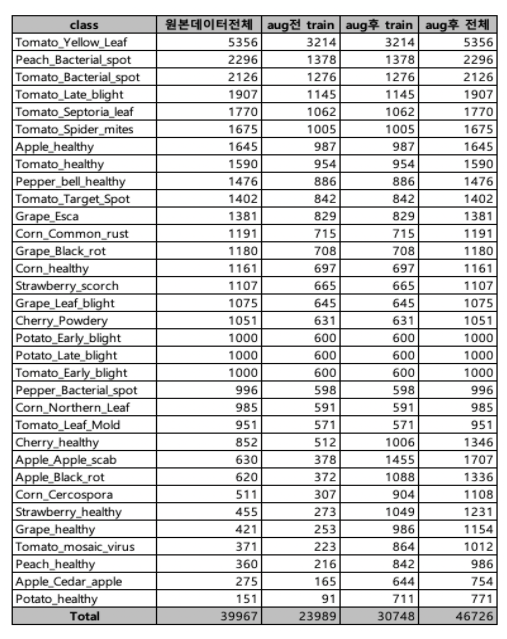 class 원본데이터전체 aug전 train aug후 train aug후 전체
Tomato_Yellow_Leaf 5356 3214 3214 5356
Peach_Bacterial_spot 2296 1378 1378 2296
Tomato_Bacterial_spot 2126 1276 1276 2126
Tomato_Late_blight 1907 1145 1145 1907
Tomato_Septoria_leaf 1770 1062 1062 1770
Tomato_Spider_mites 1675 1005 1005 1675
Apple_healthy 1645 987 987 1645
Tomato_healthy 1590 954 954 1590
Pepper_bell_healthy 1476 886 886 1476
Tomato_Target_Spot 1402 842 842 1402
Grape_Esca 1381 829 829 1381
Corn_Common_rust 1191 715 715 1191
Grape_Black_rot 1180 708 708 1180
Corn_healthy 1161 697 697 1161
Strawberry_scorch 1107 665 665 1107
Grape_Leaf_blight 1075 645 645 1075
Cherry_Powdery 1051 631 631 1051
Potato_Early_blight 1000 600 600 1000
Potato_Late_blight 1000 600 600 1000
Tomato_Early_blight 1000 600 600 1000
Pepper_Bacterial_spot 996 598 598 996
Corn_Northern_Leaf 985 591 591 985
Tomato_Leaf_Mold 951 571 571 951
Cherry_healthy 852 512 1006 1346
Apple_Apple_scab 630 378 1455 1707
Apple_Black_rot 620 372 1088 1336
Corn_Cercospora 511 307 904 1108
Strawberry_healthy 455 273 1049 1231
Grape_healthy 421 253 986 1154
Tomato_mosaic_virus 371 223 864 1012
Peach_healthy 360 216 842 986
Apple_Cedar_apple 275 165 644 754
Potato_healthy 151 91 711 771
Total 39967 23989 30748 46726